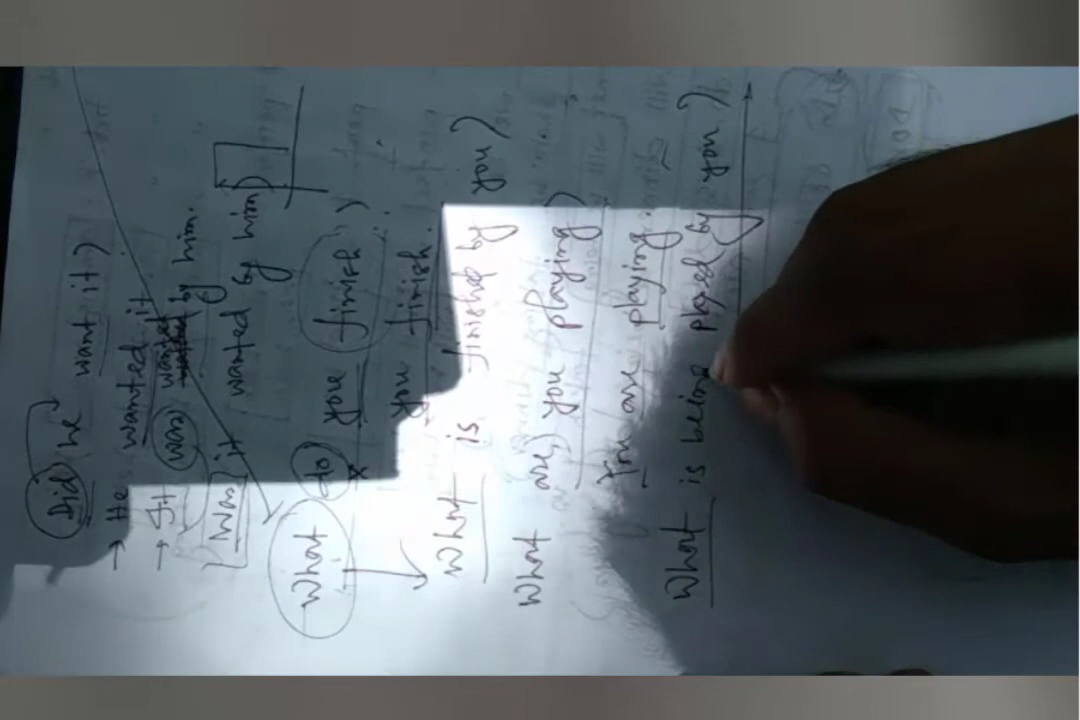 Did he want it ?
→ He wanted it
→ It was wanted by him.
Was it wanted by him ?
What do you finish ?
You finish.
What is finished by you ?
What are you playing ?
You are playing
What is being played by you ?